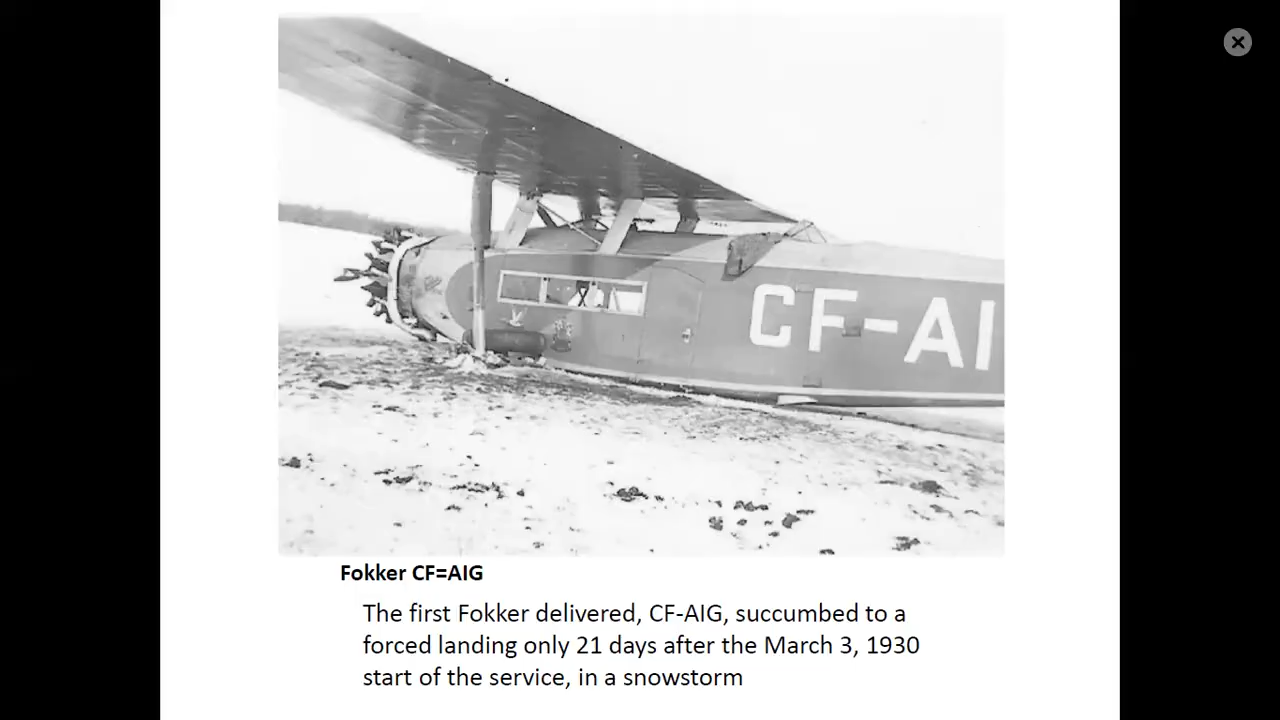 CF-AI
Fokker CF=AIG
The first Fokker delivered, CF-AIG, succumbed to a
forced landing only 21 days after the March 3, 1930
start of the service, in a snowstorm